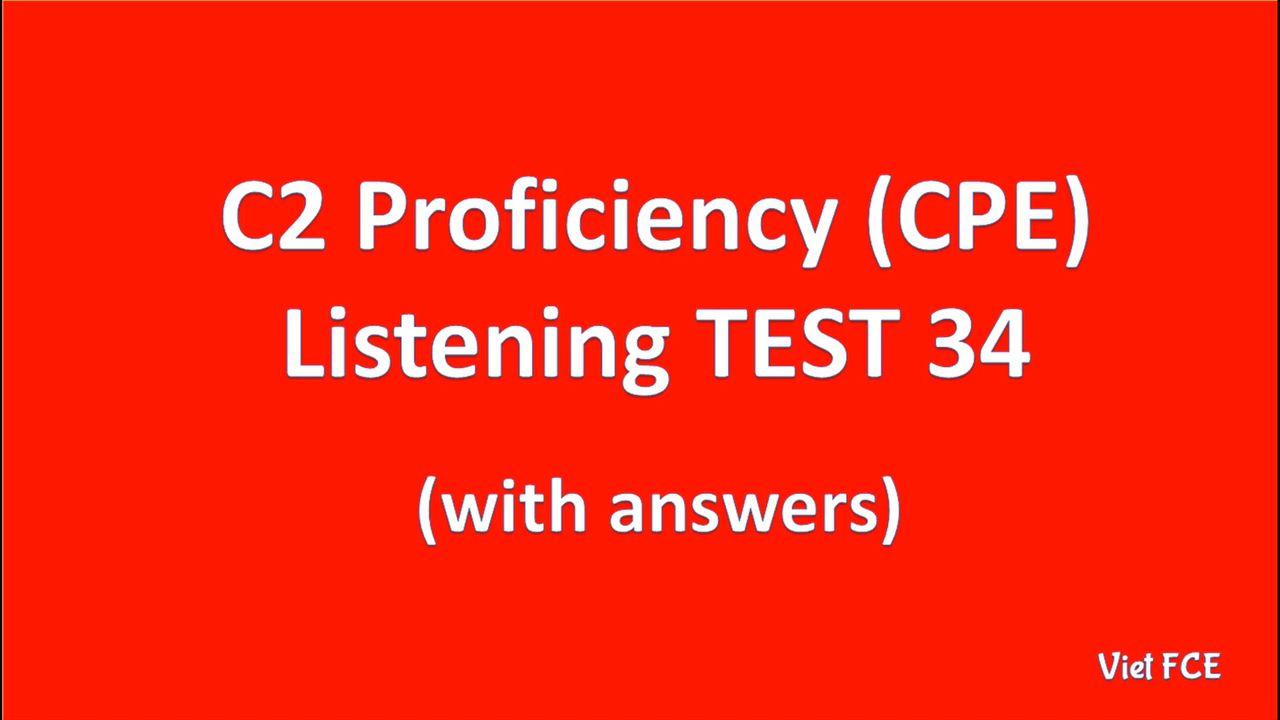 C2 Proficiency (CPE)
Listening TEST 34
(with answers)
Viet FCE